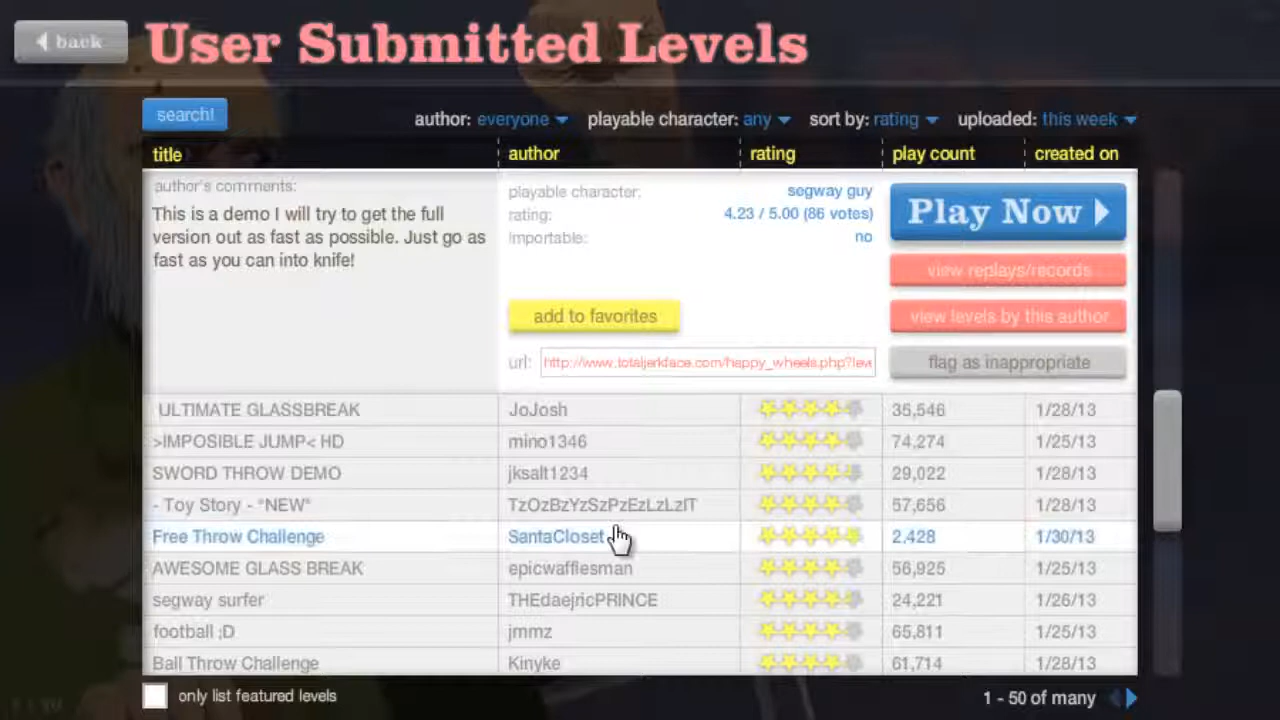 back
User Submitted Levels
search!
author: everyone playable character: any sort by: rating uploaded: this week
title author rating play count created on
author's comments:
This is a demo I will try to get the full
version out as fast as possible. Just go as
fast as you can into knife!
playable character: segway guy
rating: 4.23 / 5.00 (86 votes)
importable: no
Play Now
view replays/records
add to favorites
view levels by this author
url: http://www.totaljerkface.com/happy_wheels.php?lev
flag as inappropriate
ULTIMATE GLASSBREAK JoJosh 35,546 1/28/13
>IMPOSIBLE JUMP< HD mino1346 74,274 1/25/13
SWORD THROW DEMO jksalt1234 29,022 1/28/13
- Toy Story - *NEW* TzOzBzYzSzPzEzLzLzIT 57,656 1/28/13
Free Throw Challenge SantaCloset 2,428 1/30/13
AWESOME GLASS BREAK epicwafflesman 56,925 1/25/13
segway surfer THEdaejricPRINCE 24,221 1/26/13
football ;D jmmz 65,811 1/25/13
Ball Throw Challenge Kinyke 61,714 1/28/13
only list featured levels
1 - 50 of many